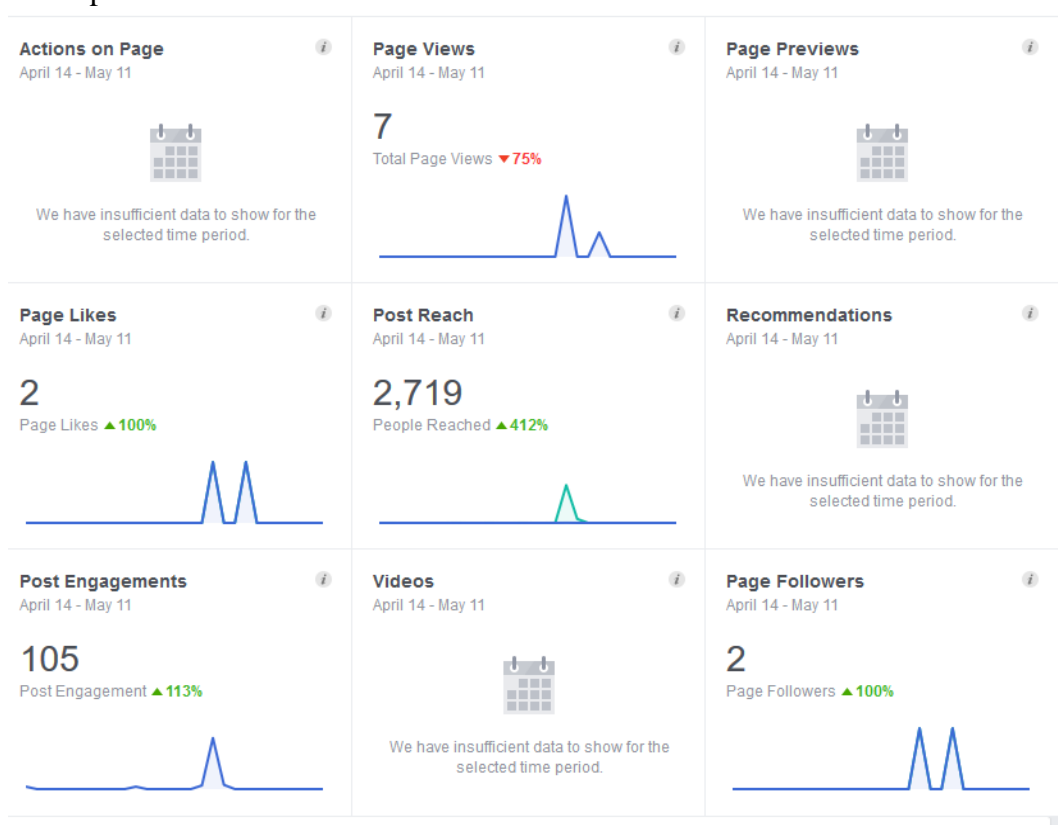 Actions on Page
April 14 - May 11
We have insufficient data to show for the
selected time period.
Page Views
April 14 - May 11
7
Total Page Views ▼75%
Page Previews
April 14 - May 11
We have insufficient data to show for the
selected time period.
Page Likes
April 14 - May 11
2
Page Likes ▲100%
Post Reach
April 14 - May 11
2,719
People Reached ▲412%
Recommendations
April 14 - May 11
We have insufficient data to show for the
selected time period.
Post Engagements
April 14 - May 11
105
Post Engagement ▲113%
Videos
April 14 - May 11
We have insufficient data to show for the
selected time period.
Page Followers
April 14 - May 11
2
Page Followers ▲100%